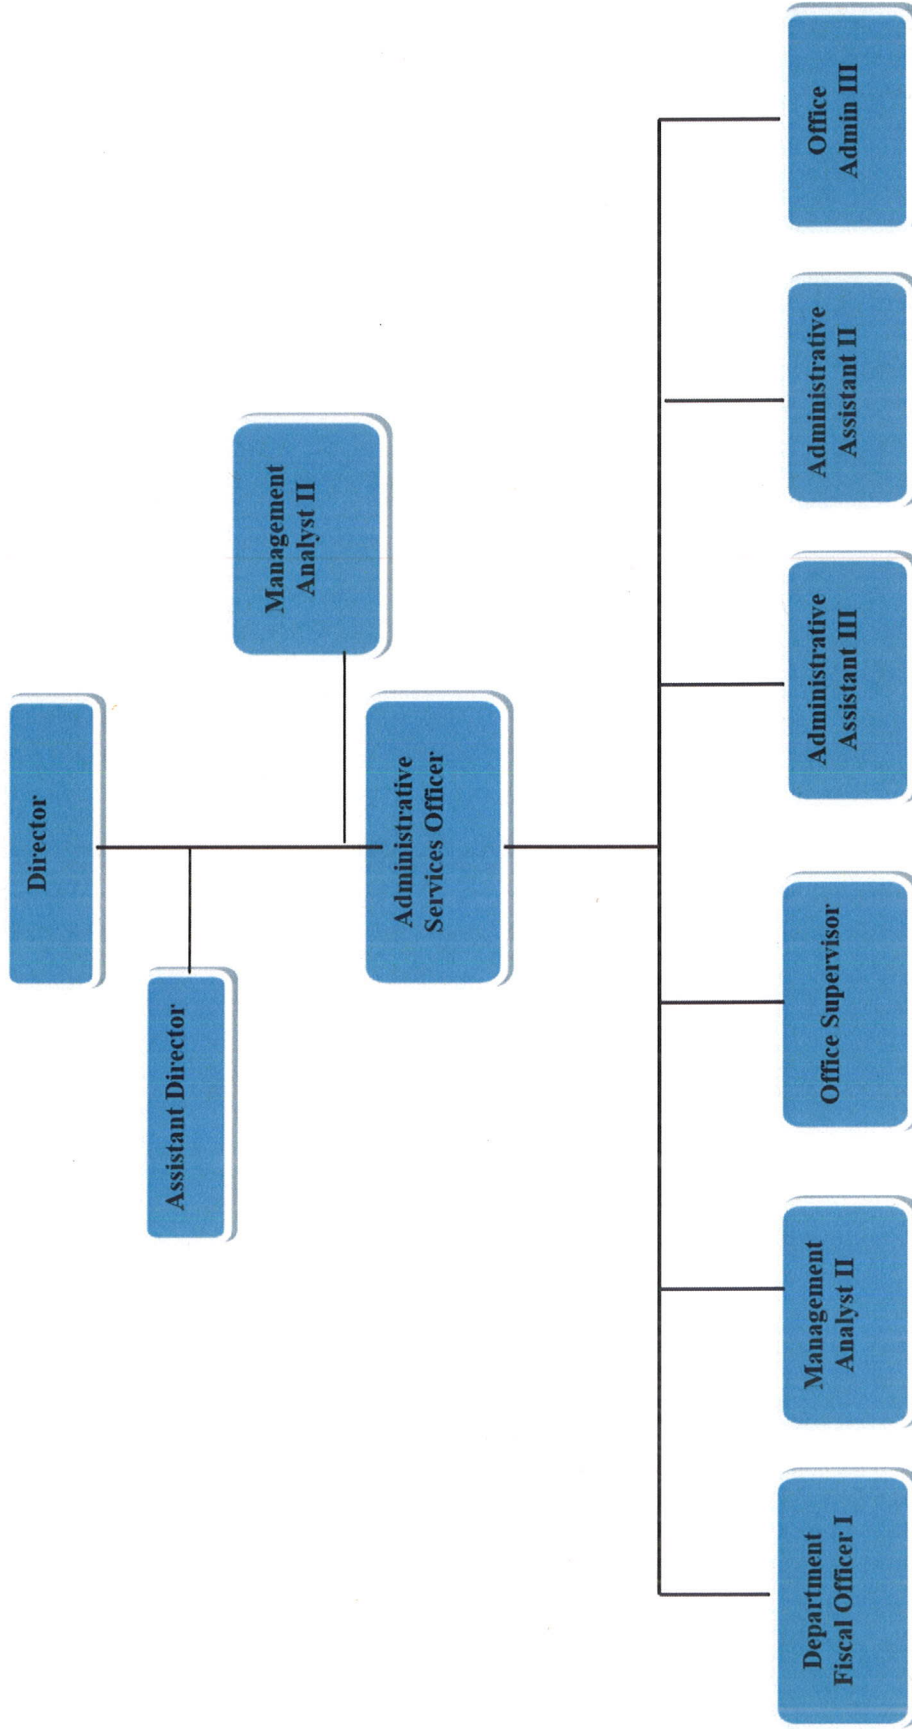 Director
Assistant Director
Management
Analyst II
Administrative
Services Officer
Department
Fiscal Officer I
Management
Analyst II
Office Supervisor
Administrative
Assistant III
Administrative
Assistant II
Office
Admin III